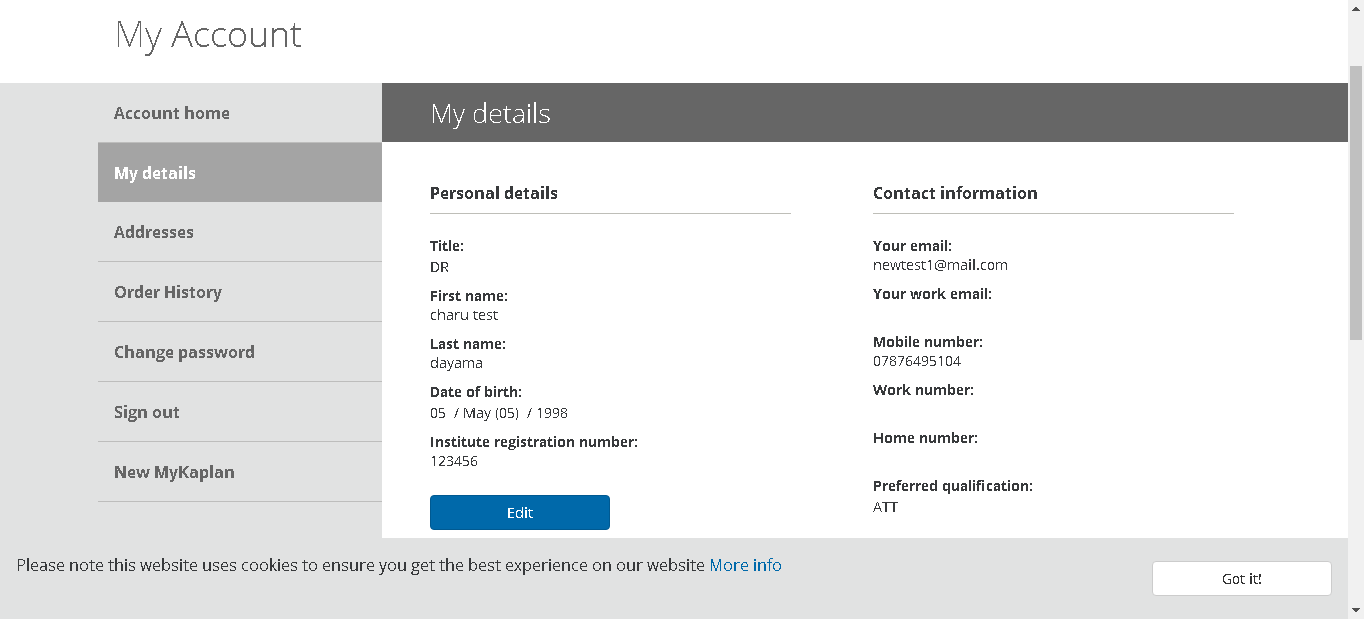 My Account
Account home
My details
Addresses
Order History
Change password
Sign out
New MyKaplan
My details
Personal details
Title:
DR
First name:
charu test
Last name:
dayama
Date of birth:
05 / May (05) / 1998
Institute registration number:
123456
Edit
Contact information
Your email:
newtest1@mail.com
Your work email:
Mobile number:
07876495104
Work number:
Home number:
Preferred qualification:
ATT
Please note this website uses cookies to ensure you get the best experience on our website More info
Got it!